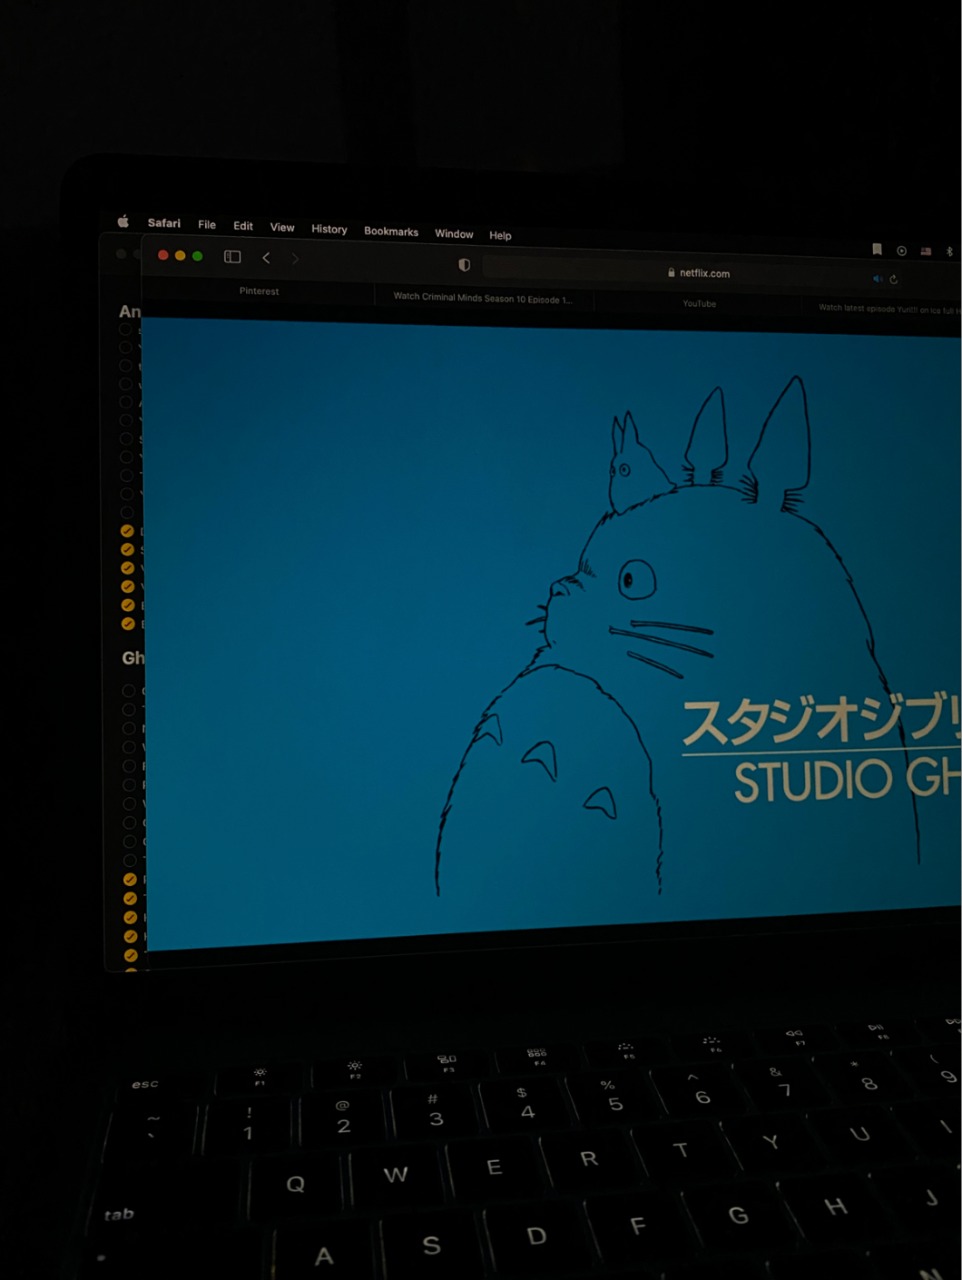 Safari File Edit View History Bookmarks Window Help
netflix.com
Pinterest
Watch Criminal Minds Season 10 Episode 1...
YouTube
Watch latest episode Yuri!!! on Ice full
An
Gh
スタジオジブリ
STUDIO GH
esc
F1 F2 F3 F4 F5 F6 F7 F8
~ ! @ # $ % ^ & * (
` 1 2 3 4 5 6 7 8 9
tab Q W E R T Y U I
A S D F G H J
N